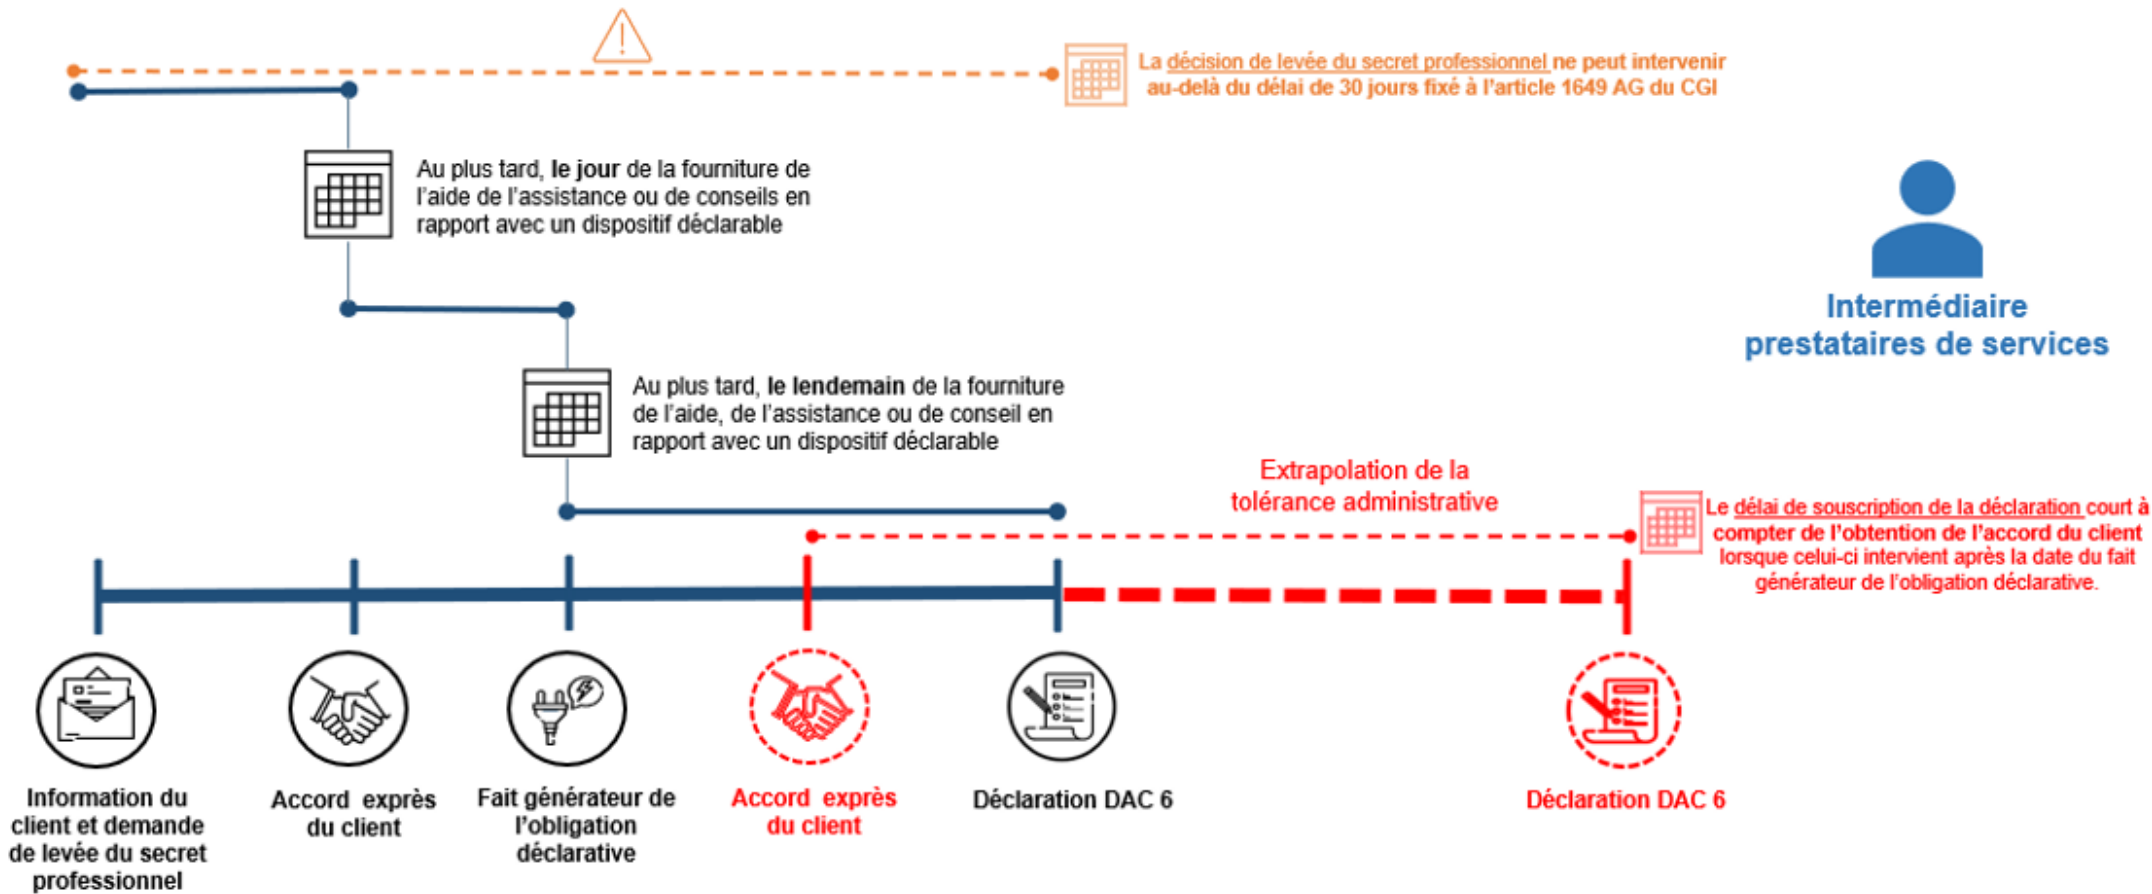 La décision de levée du secret professionnel ne peut intervenir
au-delà du délai de 30 jours fixé à l'article 1649 AG du CGI
Au plus tard, le jour de la fourniture de
l'aide de l'assistance ou de conseils en
rapport avec un dispositif déclarable
Intermédiaire
prestataires de services
Au plus tard, le lendemain de la fourniture
de l'aide, de l'assistance ou de conseil en
rapport avec un dispositif déclarable
Extrapolation de la
tolérance administrative
Le délai de souscription de la déclaration court à
compter de l'obtention de l'accord du client
lorsque celui-ci intervient après la date du fait
générateur de l'obligation déclarative.
Information du
client et demande
de levée du secret
professionnel
Accord exprès
du client
Fait générateur de
l'obligation
déclarative
Accord exprès
du client
Déclaration DAC 6
Déclaration DAC 6